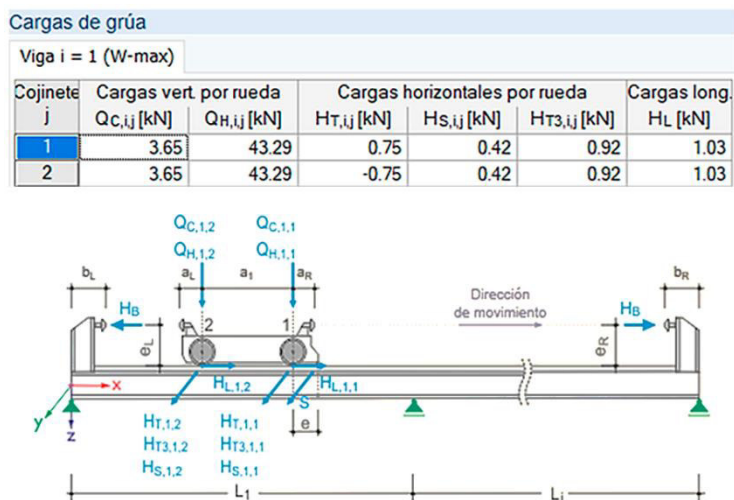 Cargas de grúa
Viga i = 1 (W-max)
Cojinete Cargas vert. por rueda Cargas horizontales por rueda Cargas long.
j QC,i,j [kN] QH,i,j [kN] HT,i,j [kN] HS,i,j [kN] HT3,i,j [kN] HL [kN]
1 3.65 43.29 0.75 0.42 0.92 1.03
2 3.65 43.29 -0.75 0.42 0.92 1.03
QC,1,2 QC,1,1
QH,1,2 QH,1,1
bL aL a1 aR bR
Dirección
de movimiento
HB HB
2 1
eL eR
HL,1,2 HL,1,1
x
S
y
z
e
HT,1,2 HT,1,1
HT3,1,2 HT3,1,1
HS,1,2 HS,1,1
L1 Li